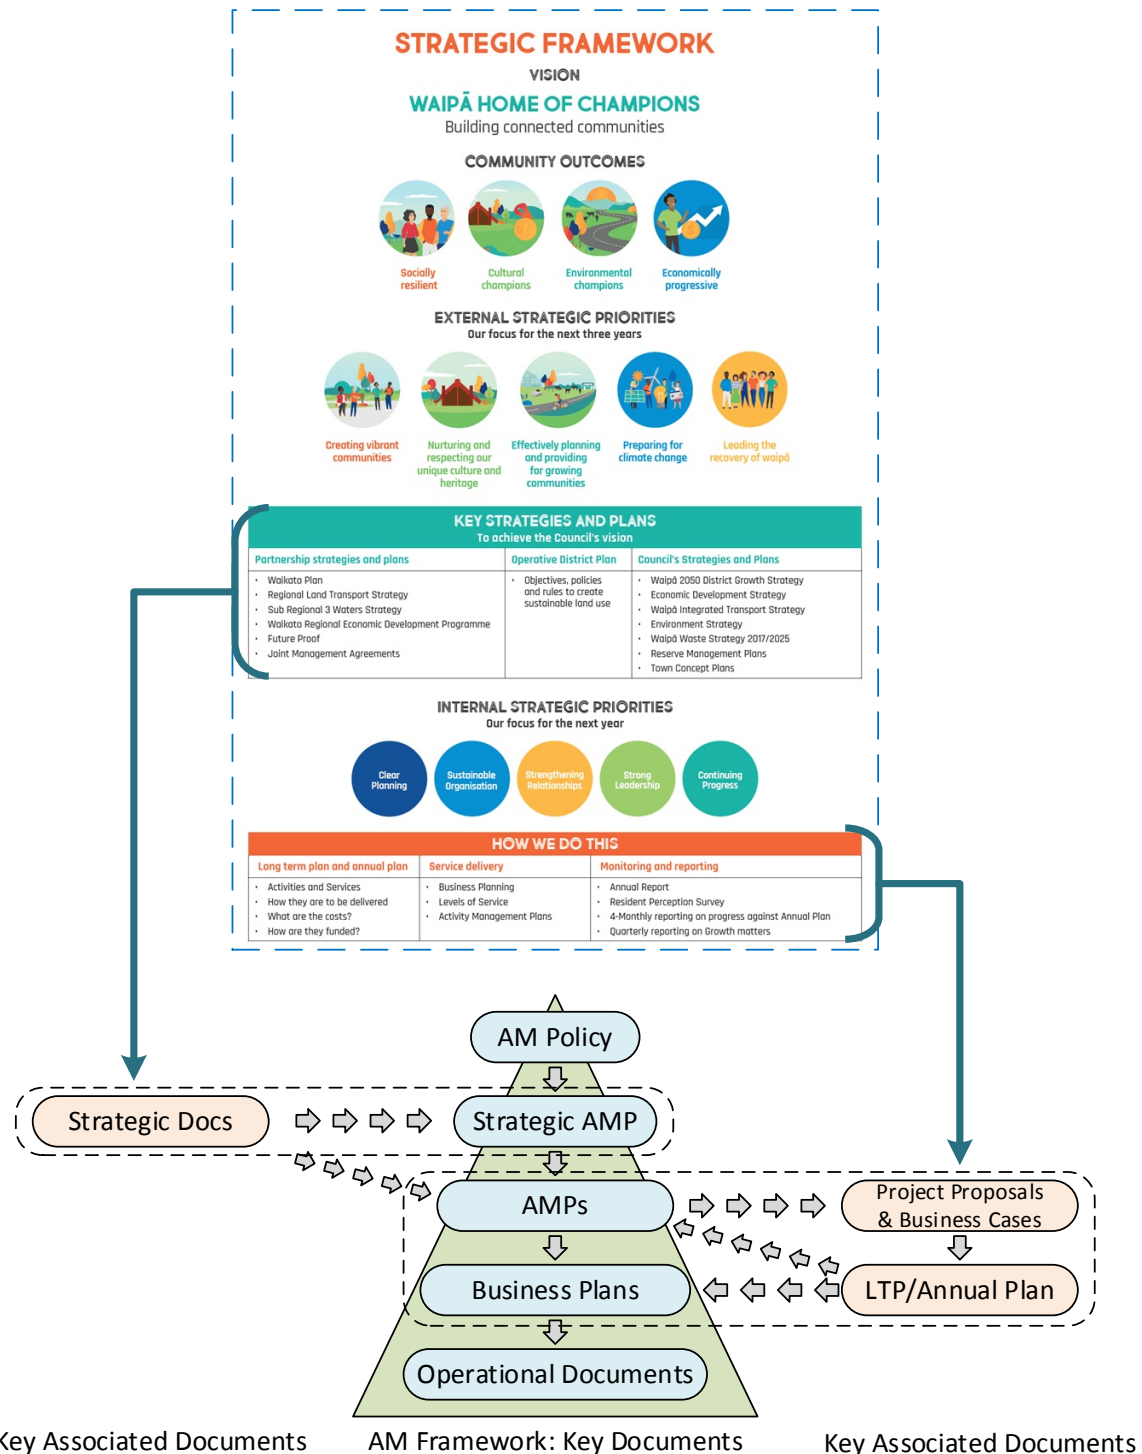 STRATEGIC FRAMEWORK
VISION
WAIPĀ HOME OF CHAMPIONS
Building connected communities
COMMUNITY OUTCOMES
Socially
resilient
Cultural
champions
Environmental
champions
Economically
progressive
EXTERNAL STRATEGIC PRIORITIES
Our focus for the next three years
Creating vibrant
communities
Nurturing and
respecting our
unique culture and
heritage
Effectively planning
and providing
for growing
communities
Preparing for
climate change
Leading the
recovery of waipā
KEY STRATEGIES AND PLANS
To achieve the Council's vision
Partnership strategies and plans
• Waikato Plan
• Regional Land Transport Strategy
• Sub Regional 3 Waters Strategy
• Waikato Regional Economic Development Programme
• Future Proof
• Joint Management Agreements
Operative District Plan
• Objectives, policies
and rules to create
sustainable land use
Council's Strategies and Plans
• Waipā 2050 District Growth Strategy
• Economic Development Strategy
• Waipā Integrated Transport Strategy
• Environment Strategy
• Waipā Waste Strategy 2017/2025
• Reserve Management Plans
• Town Concept Plans
INTERNAL STRATEGIC PRIORITIES
Our focus for the next year
Clear
Planning
Sustainable
Organisation
Strengthening
Relationships
Strong
Leadership
Continuing
Progress
HOW WE DO THIS
Long term plan and annual plan
• Activities and Services
• How they are to be delivered
• What are the costs?
• How are they funded?
Service delivery
• Business Planning
• Levels of Service
• Activity Management Plans
Monitoring and reporting
• Annual Report
• Resident Perception Survey
• 4-Monthly reporting on progress against Annual Plan
• Quarterly reporting on Growth matters
AM Policy
Strategic Docs
Strategic AMP
AMPs
Project Proposals
& Business Cases
Business Plans
LTP/Annual Plan
Operational Documents
Key Associated Documents
AM Framework: Key Documents
Key Associated Documents